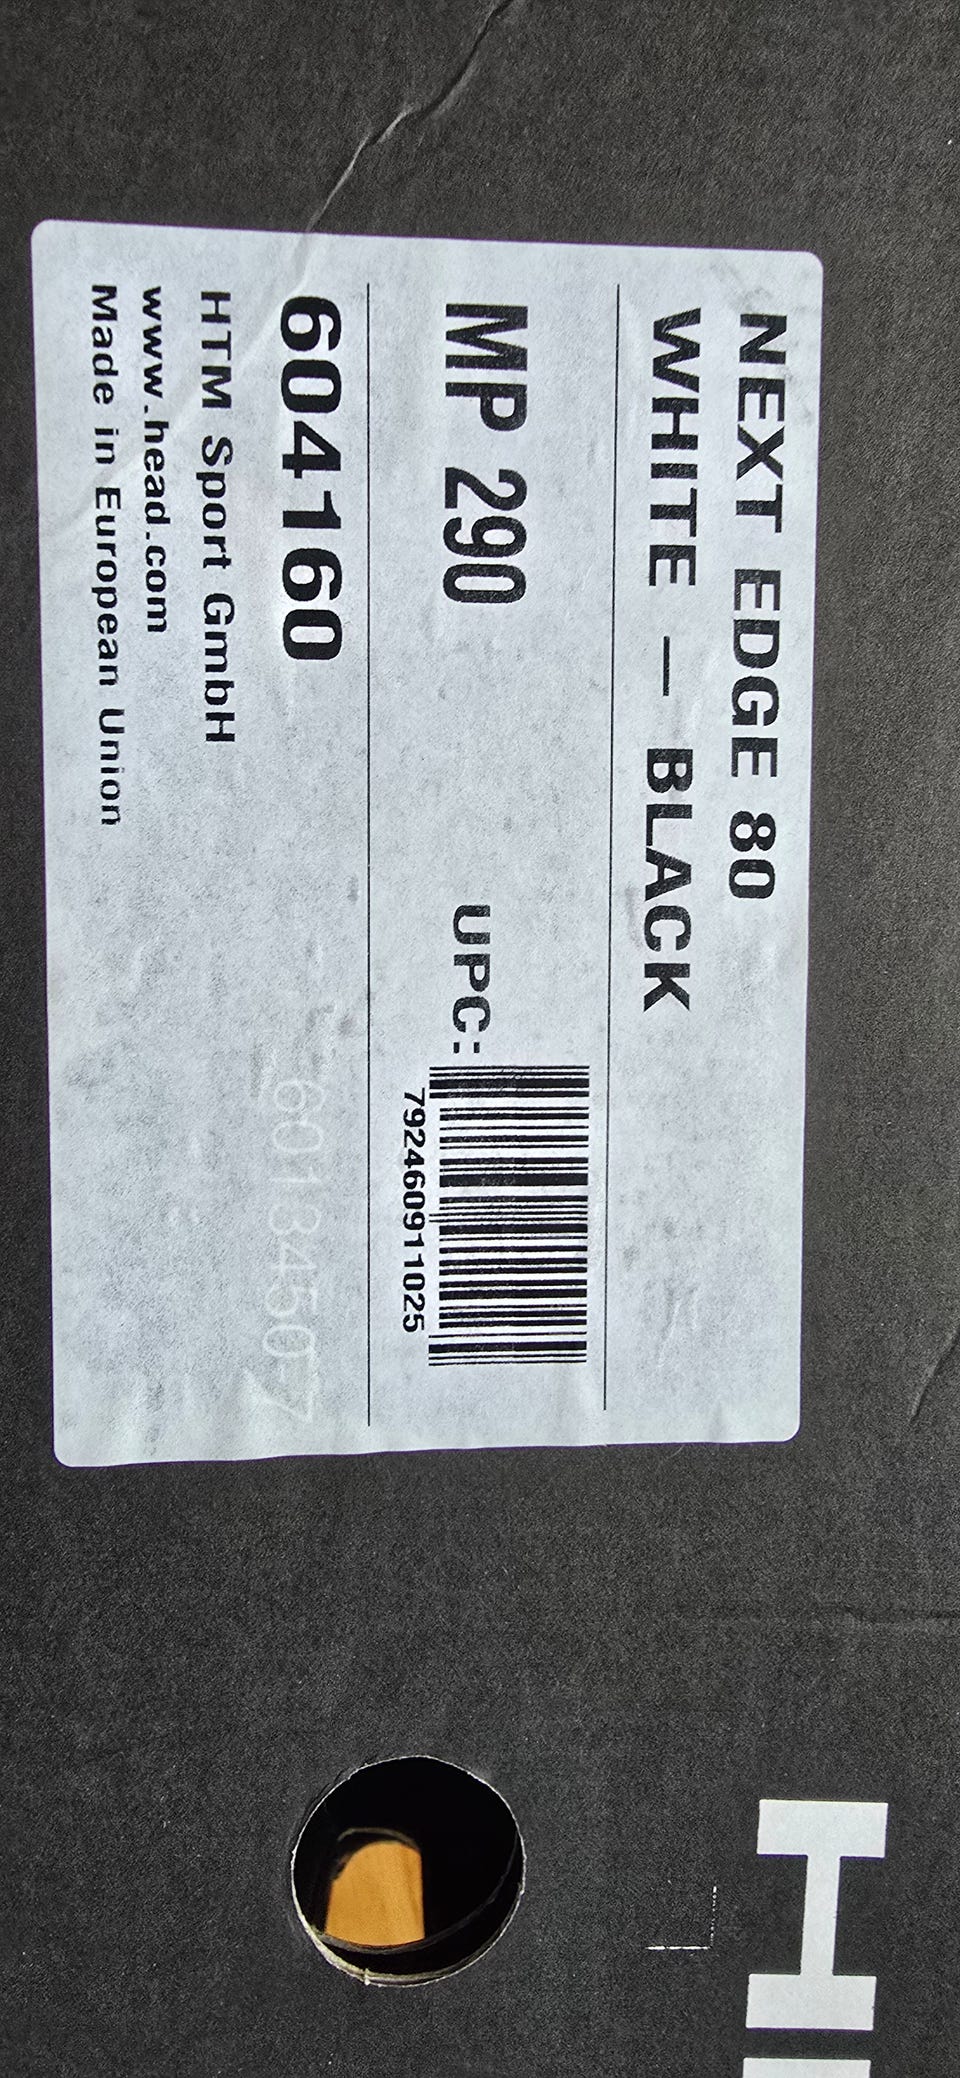 NEXT EDGE 80
WHITE — BLACK
MP 290
UPC:
792460911025
604160
HTM Sport GmbH
www.head.com
Made in European Union
H